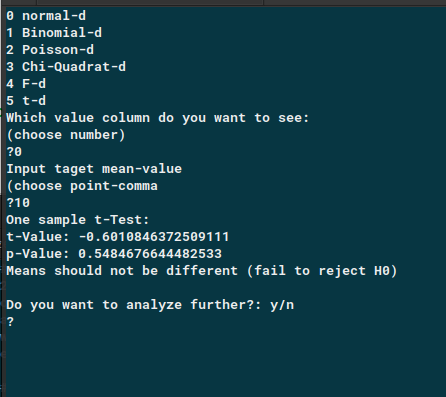 0 normal-d
1 Binomial-d
2 Poisson-d
3 Chi-Quadrat-d
4 F-d
5 t-d
Which value column do you want to see:
(choose number)
?0
Input taget mean-value
(choose point-comma
?10
One sample t-Test:
t-Value: -0.6010846372509111
p-Value: 0.5484676644482533
Means should not be different (fail to reject H0)
Do you want to analyze further?: y/n
?